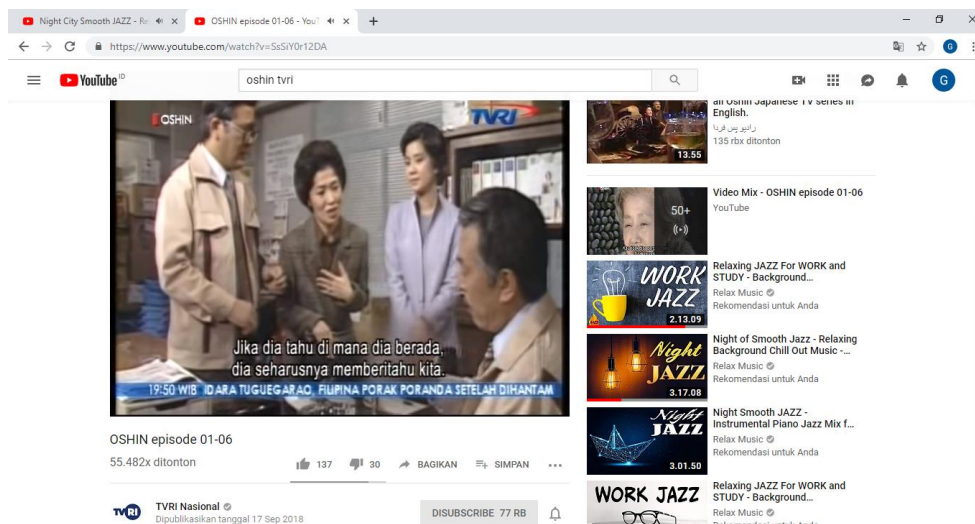 Night City Smooth JAZZ - Re
OSHIN episode 01-06 - YouT
https://www.youtube.com/watch?v=SsSiY0r12DA
YouTube ID
oshin tvri
G
G
OSHIN
TVRI
Jika dia tahu di mana dia berada,
dia seharusnya memberitahu kita.
19:50 WIB IDARA TUGUEGARAO, FILIPINA PORAK PORANDA SETELAH DIHANTAM
OSHIN episode 01-06
55.482x ditonton
137
30
BAGIKAN
SIMPAN
TVRI
TVRI Nasional
Dipublikasikan tanggal 17 Sep 2018
DISUBSCRIBE 77 RB
all Oshin Japanese TV series in
English.
رادیو پس فردا
135 rbx ditonton
13.55
Video Mix - OSHIN episode 01-06
YouTube
50+
WORK
JAZZ
2.13.09
Relaxing JAZZ For WORK and
STUDY - Background...
Relax Music
Rekomendasi untuk Anda
Night
JAZZ
3.17.08
Night of Smooth Jazz - Relaxing
Background Chill Out Music -...
Relax Music
Rekomendasi untuk Anda
Night
JAZZ
3.01.50
Night Smooth JAZZ -
Instrumental Piano Jazz Mix f...
Relax Music
Rekomendasi untuk Anda
WORK JAZZ
Relaxing JAZZ For WORK and
STUDY - Background...
Relax Music
Rekomendasi untuk Anda